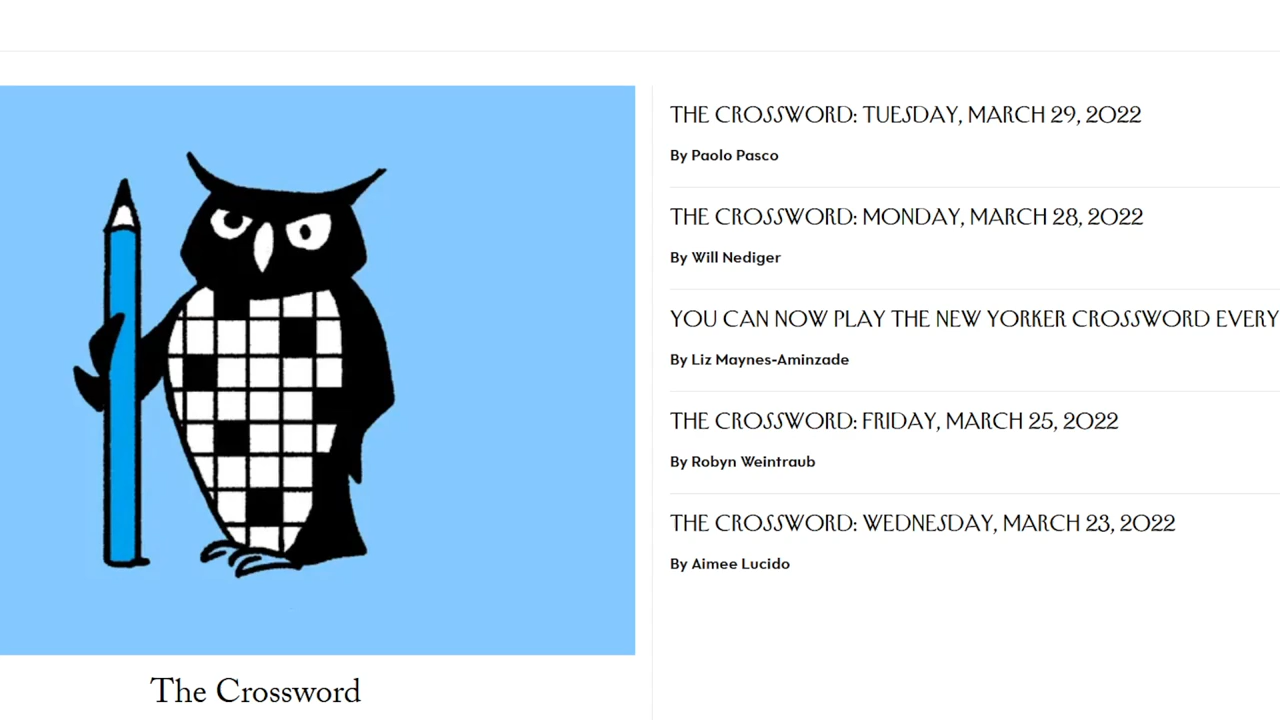 THE CROSSWORD: TUESDAY, MARCH 29, 2022
By Paolo Pasco
THE CROSSWORD: MONDAY, MARCH 28, 2022
By Will Nediger
YOU CAN NOW PLAY THE NEW YORKER CROSSWORD EVERY
By Liz Maynes-Aminzade
THE CROSSWORD: FRIDAY, MARCH 25, 2022
By Robyn Weintraub
THE CROSSWORD: WEDNESDAY, MARCH 23, 2022
By Aimee Lucido
The Crossword